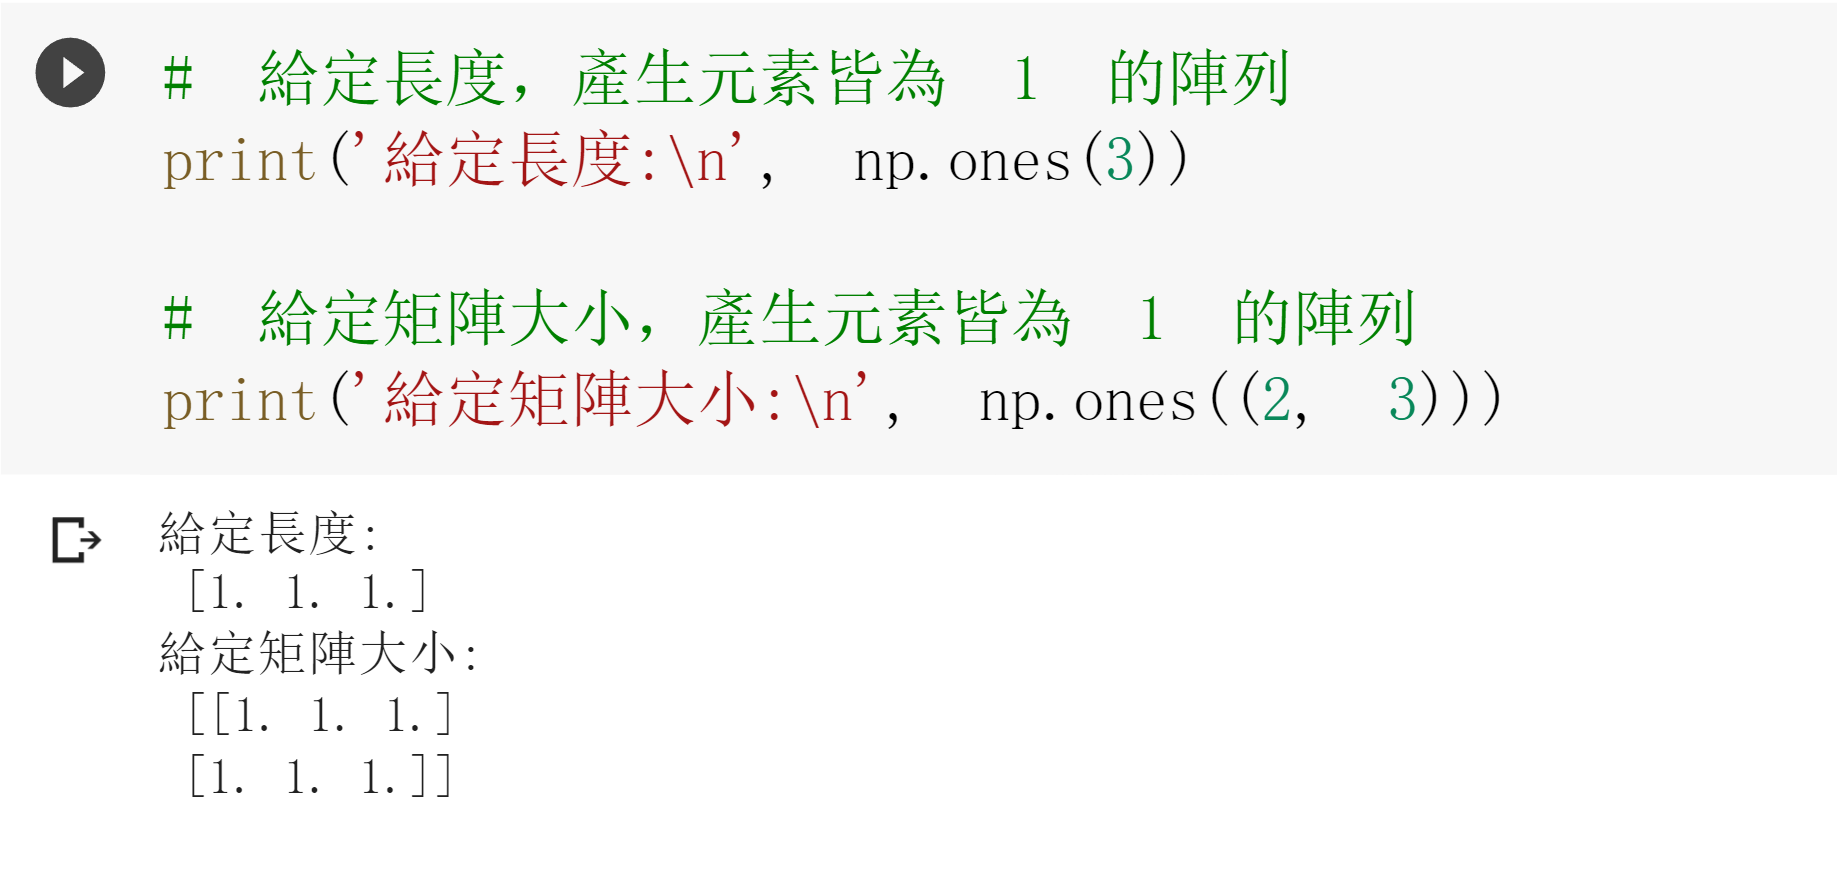 # 給定長度，產生元素皆為 1 的陣列
print('給定長度:\n', np.ones(3))
# 給定矩陣大小，產生元素皆為 1 的陣列
print('給定矩陣大小:\n', np.ones((2, 3)))
給定長度:
[1. 1. 1.]
給定矩陣大小:
[[1. 1. 1.]
[1. 1. 1.]]